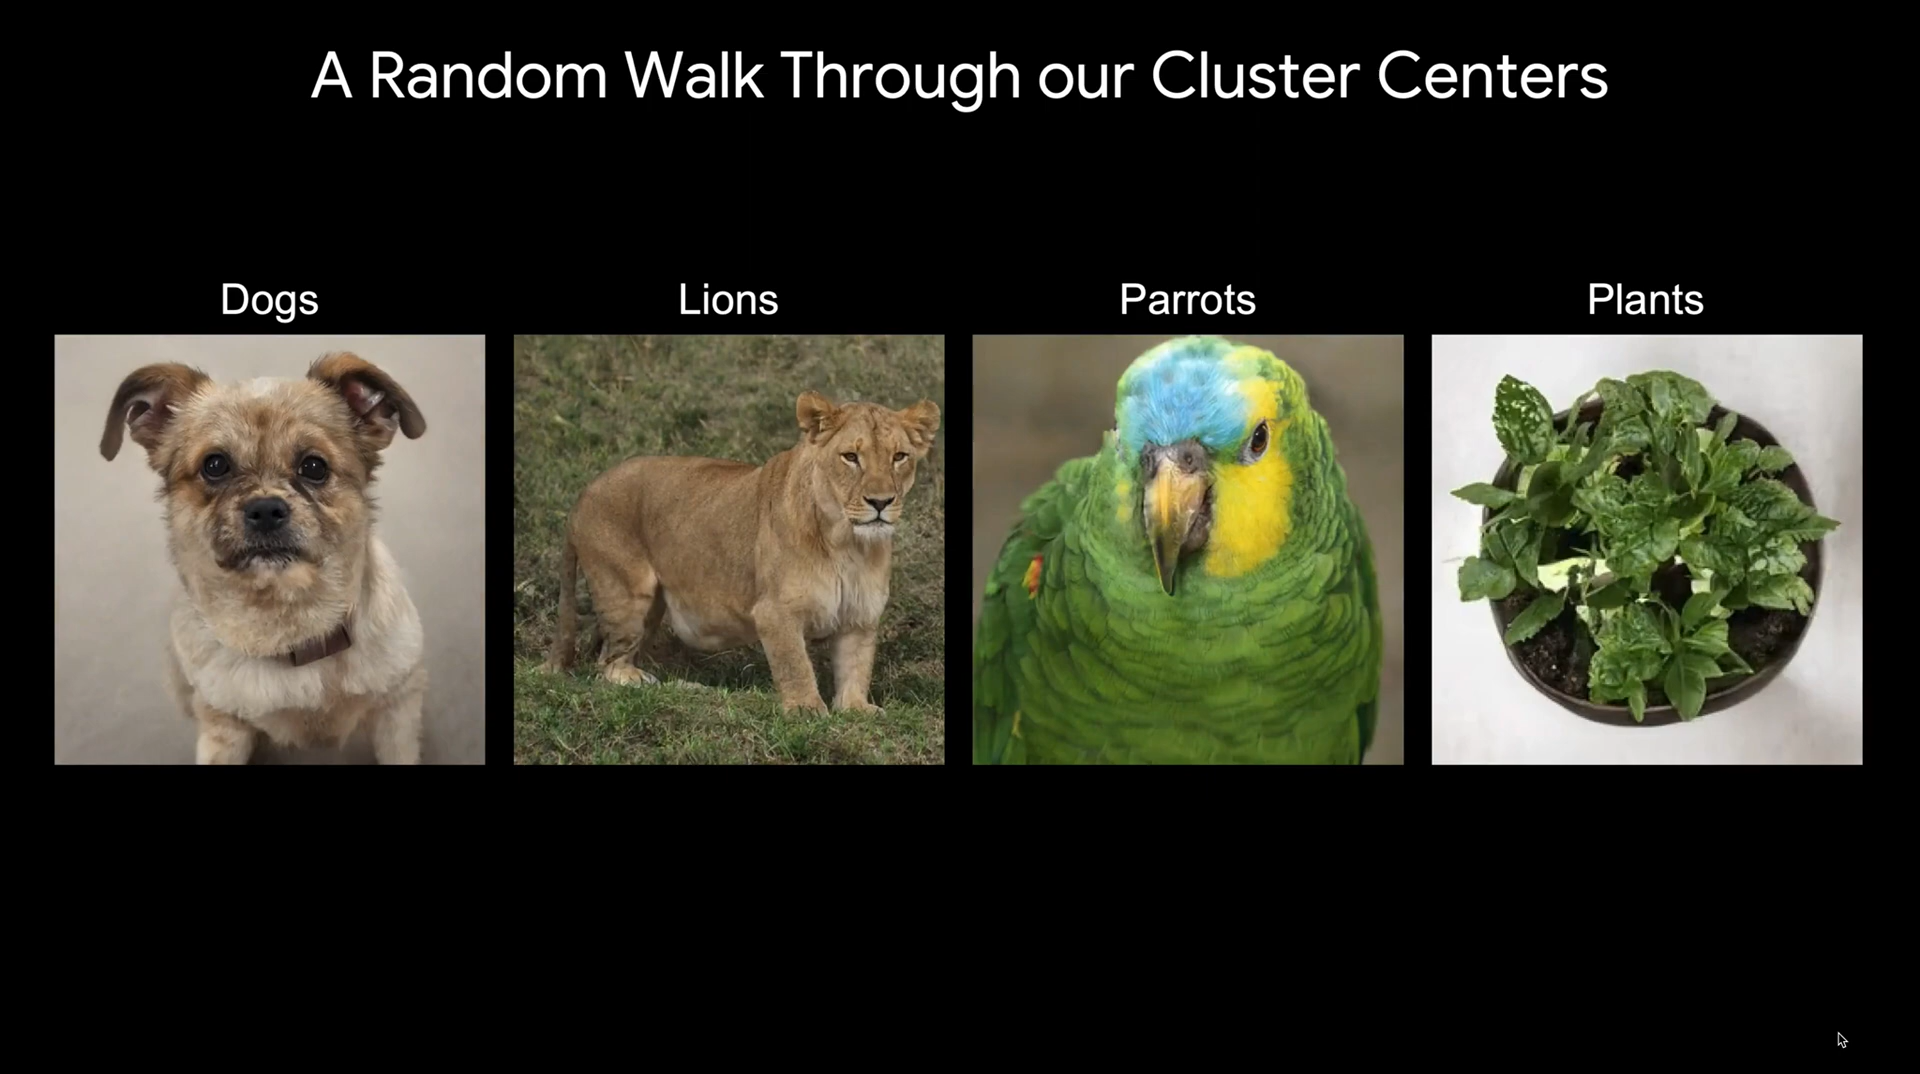 A Random Walk Through our Cluster Centers
Dogs
Lions
Parrots
Plants